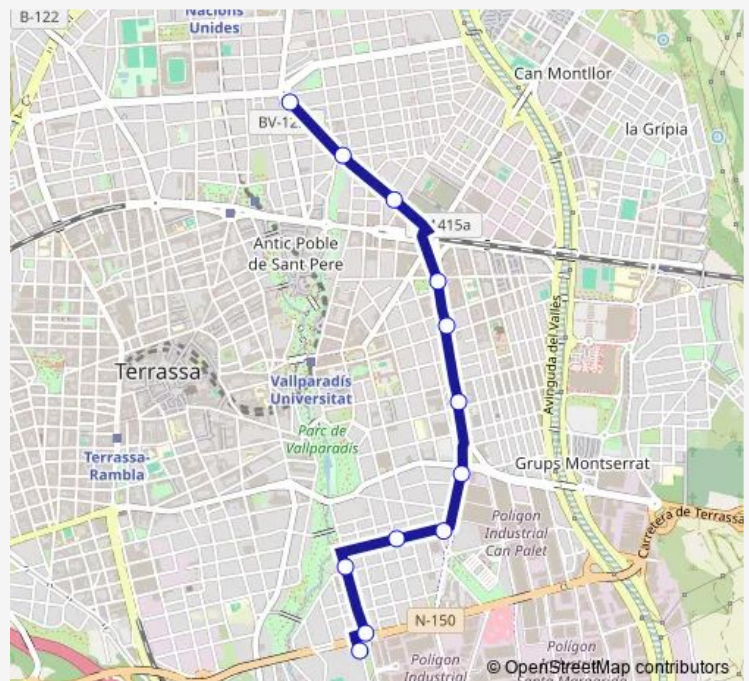 B-122
Nacions
Unides
Can Montllor
la Grípia
BV-12
415a
Antic Poble
de Sant Pere
Avinguda del Vallès
Terrassa
Vallparadís
Universitat
Parc de
Vallparadís
Terrassa-
Rambla
Grups Montserrat
Carretera de Terrassa
Polígon
Industrial
Can Palet
N-150
Polígon
Industrial
Polígon
© OpenStreetMap contributors